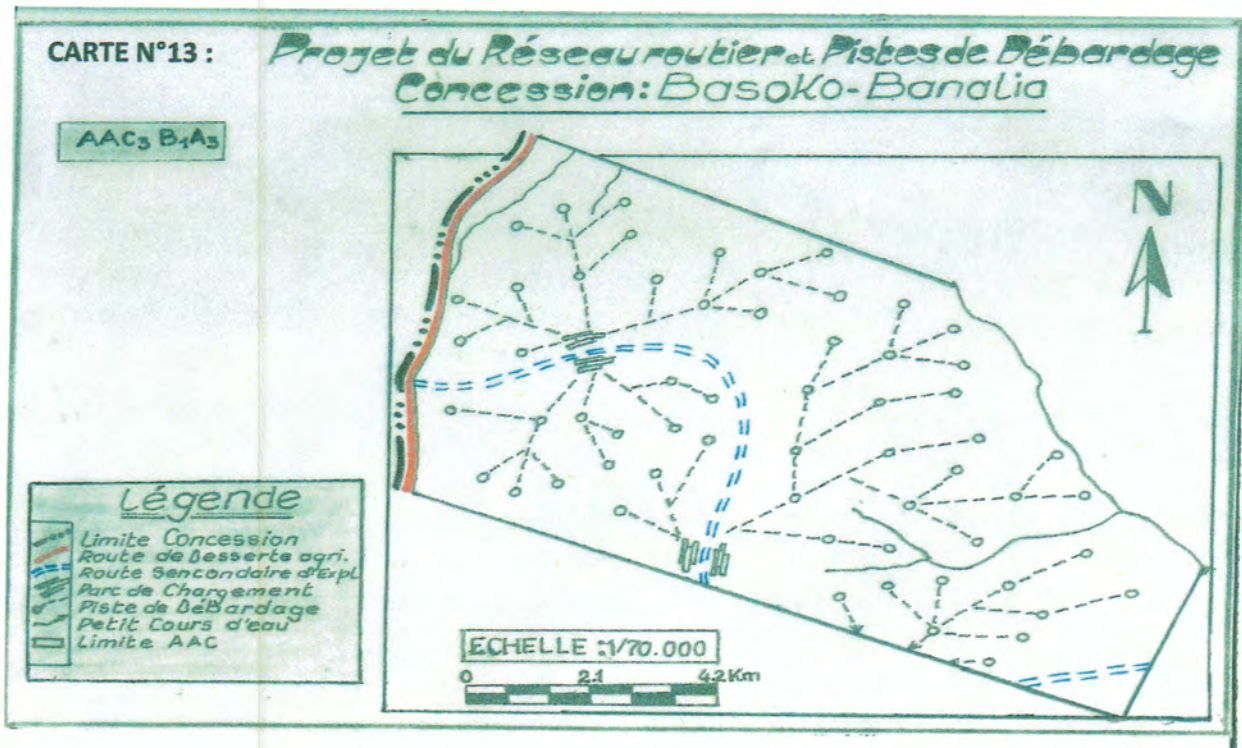 CARTE N°13 :
Projet du Réseau routier et Pistes de Débardage
Concession: Basoko-Banalia
AAC₃ B₁A₃
N
Légende
Limite Concession
Route de Desserte agri.
Route Sencondaire d'Expl.
Parc de Chargement
Piste de Débardage
Petit Cours d'eau
Limite AAC
ECHELLE :1/70.000
0 2.1 4.2 Km